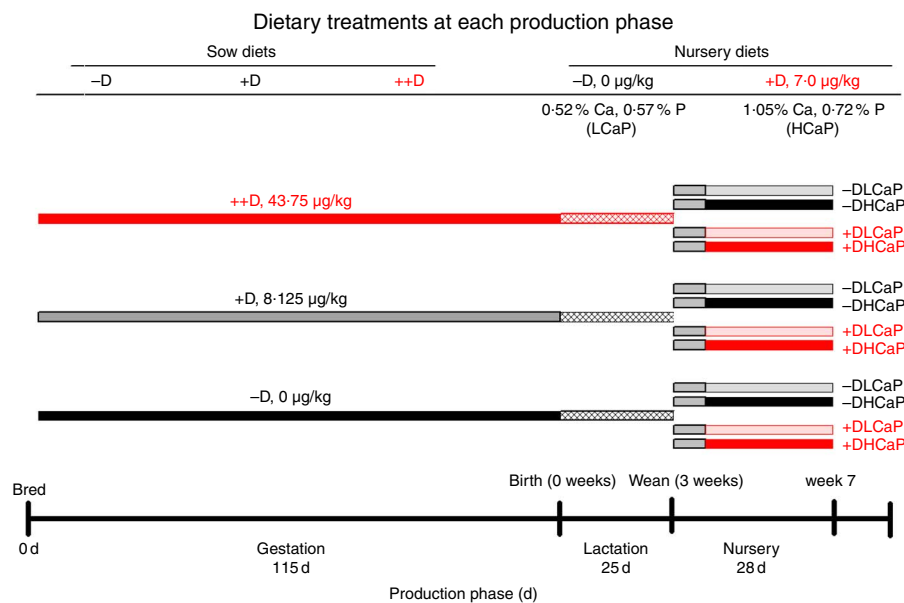 Dietary treatments at each production phase
Sow diets Nursery diets
–D +D ++D –D, 0 µg/kg +D, 7·0 µg/kg
0·52 % Ca, 0·57 % P 1·05 % Ca, 0·72 % P
(LCaP) (HCaP)
++D, 43·75 µg/kg
–DLCaP
–DHCaP
+DLCaP
+DHCaP
+D, 8·125 µg/kg
–DLCaP
–DHCaP
+DLCaP
+DHCaP
–D, 0 µg/kg
–DLCaP
–DHCaP
+DLCaP
+DHCaP
Bred Birth (0 weeks) Wean (3 weeks) week 7
0 d Gestation Lactation Nursery
115 d 25 d 28 d
Production phase (d)